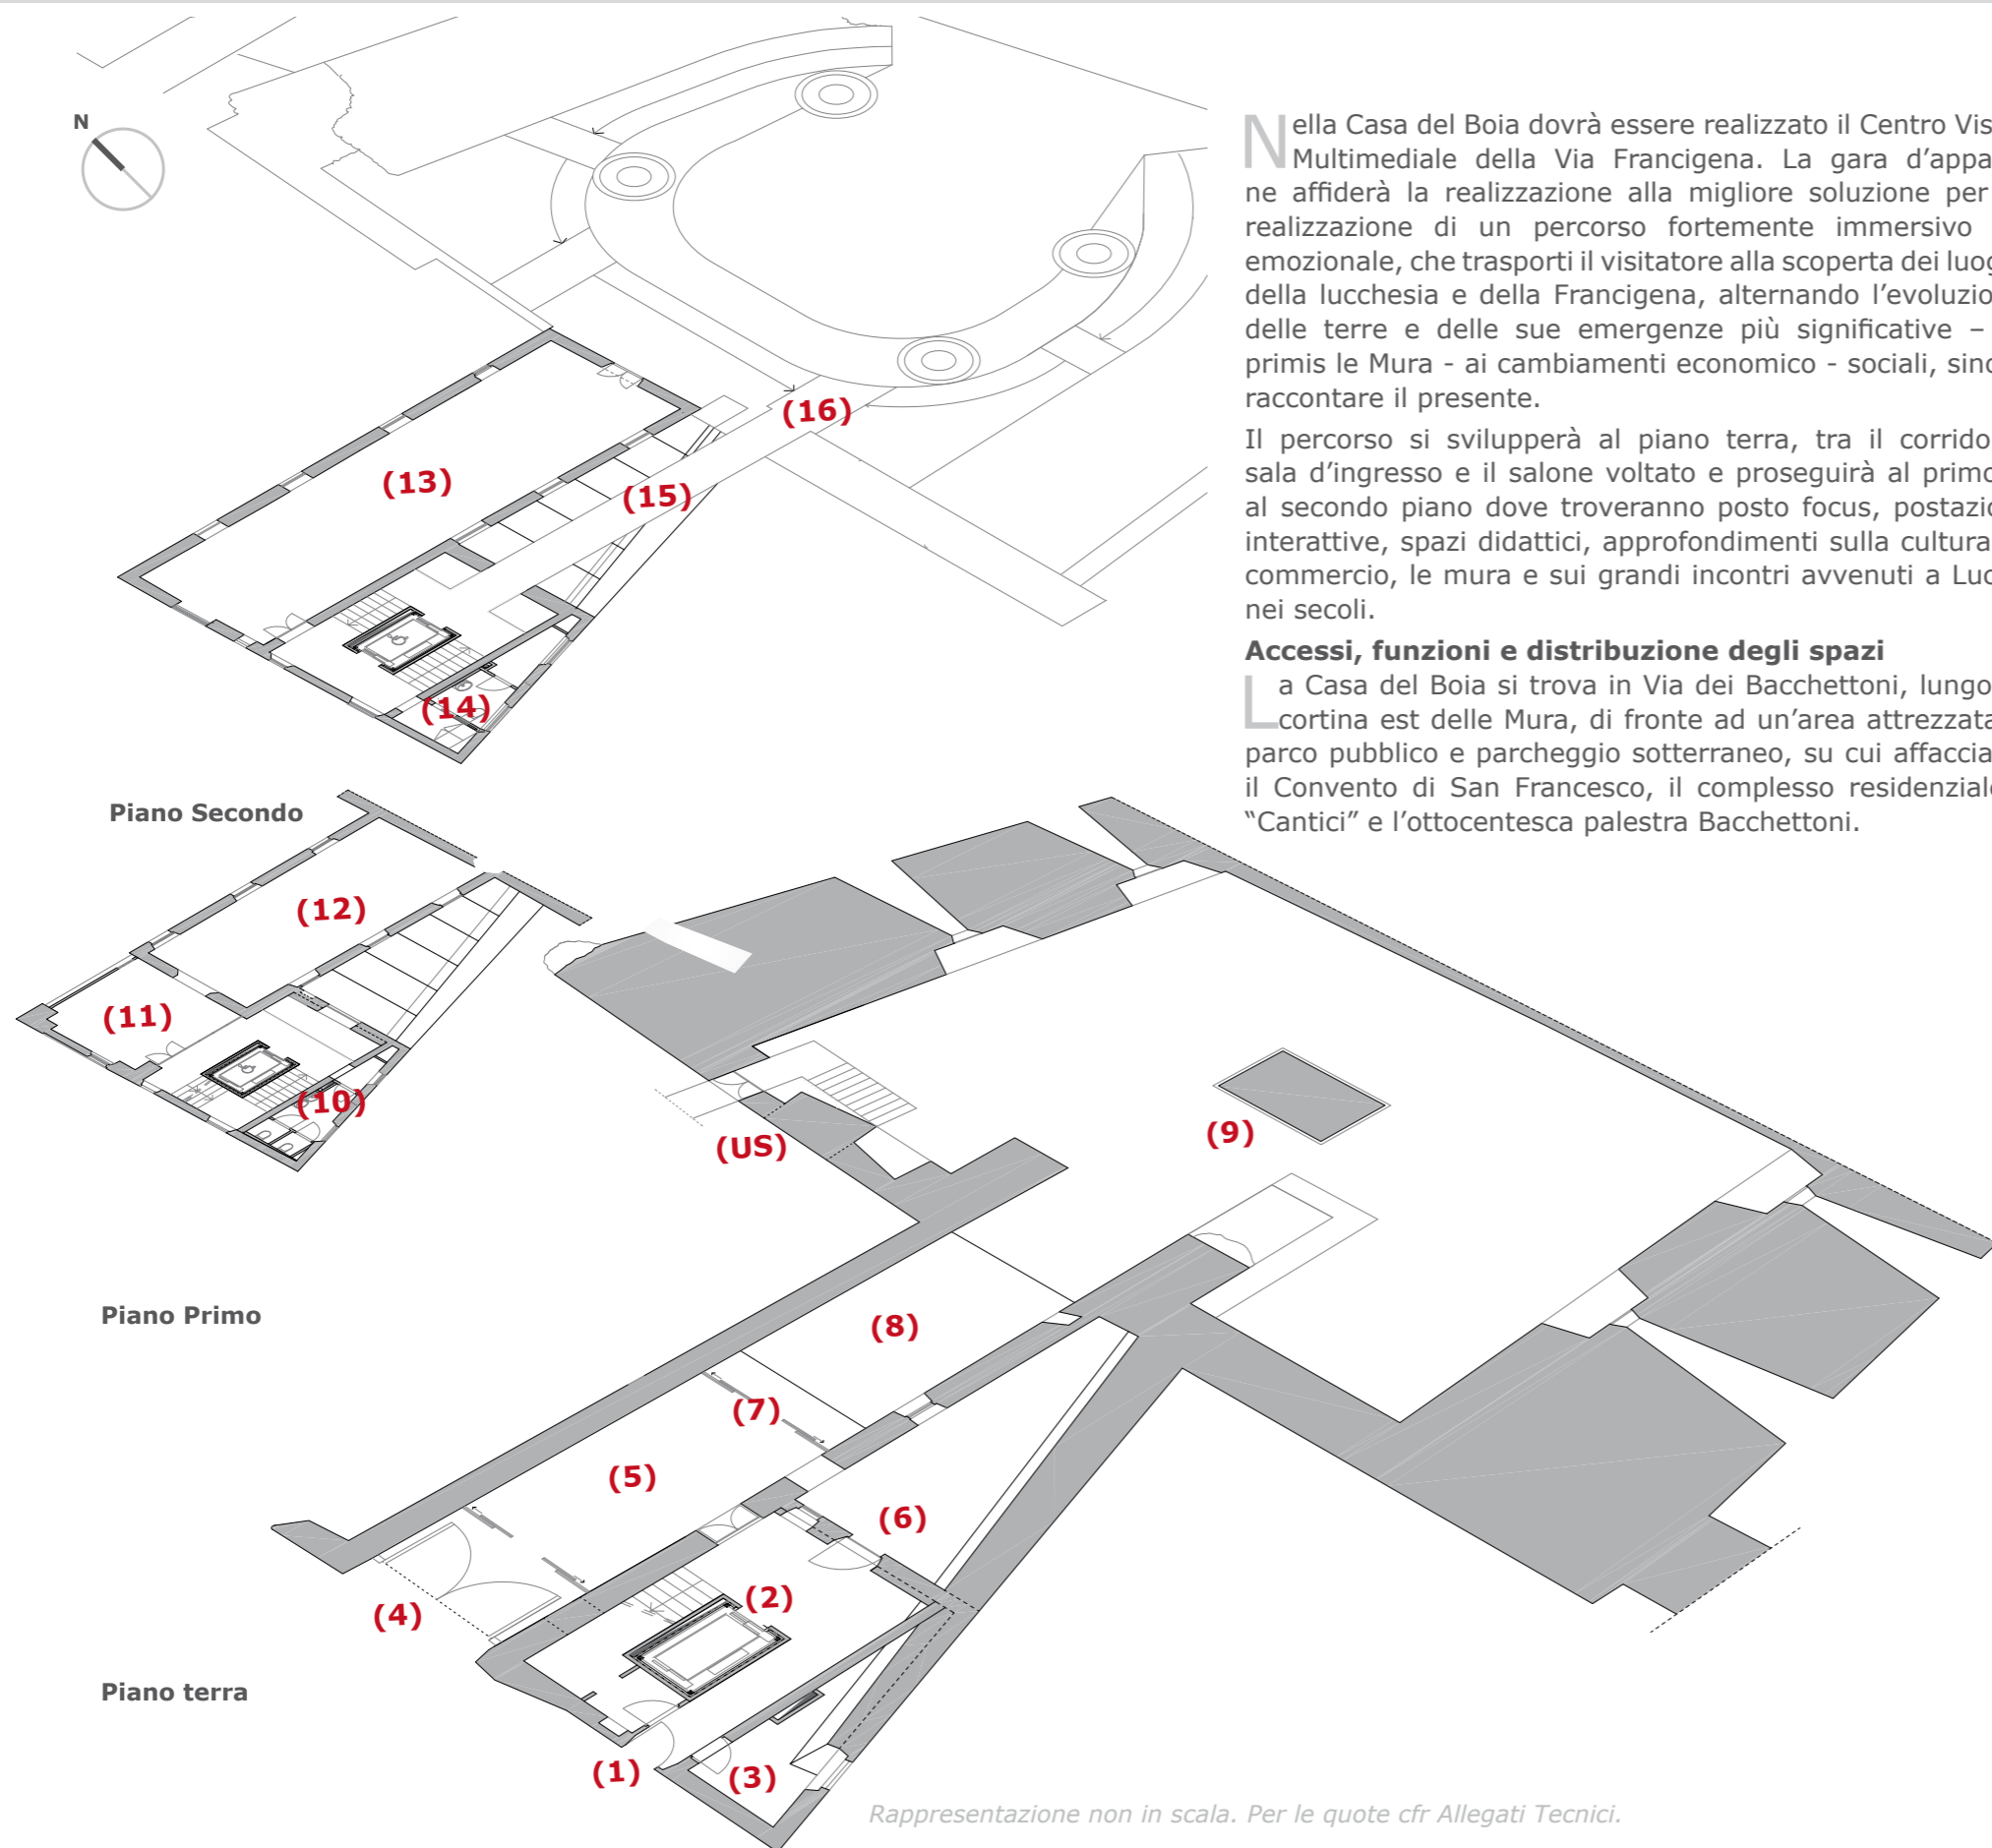 N
(16)
(13)
(15)
(14)
Piano Secondo
(12)
(11)
(10)
Piano Primo
(US)
(9)
(8)
(7)
(5)
(6)
(4)
(2)
Piano terra
(1)
(3)
Nella Casa del Boia dovrà essere realizzato il Centro Vis
Multimediale della Via Francigena. La gara d’appa
ne affiderà la realizzazione alla migliore soluzione per
realizzazione di un percorso fortemente immersivo
emozionale, che trasporti il visitatore alla scoperta dei luog
della lucchesia e della Francigena, alternando l’evoluzio
delle terre e delle sue emergenze più significative –
primis le Mura - ai cambiamenti economico - sociali, sino
raccontare il presente.
Il percorso si svilupperà al piano terra, tra il corrido
sala d’ingresso e il salone voltato e proseguirà al primo
al secondo piano dove troveranno posto focus, postazio
interattive, spazi didattici, approfondimenti sulla cultura
commercio, le mura e sui grandi incontri avvenuti a Luc
nei secoli.
Accessi, funzioni e distribuzione degli spazi
La Casa del Boia si trova in Via dei Bacchettoni, lungo
cortina est delle Mura, di fronte ad un’area attrezzata
parco pubblico e parcheggio sotterraneo, su cui affaccia
il Convento di San Francesco, il complesso residenziale
“Cantici” e l’ottocentesca palestra Bacchettoni.
Rappresentazione non in scala. Per le quote cfr Allegati Tecnici.